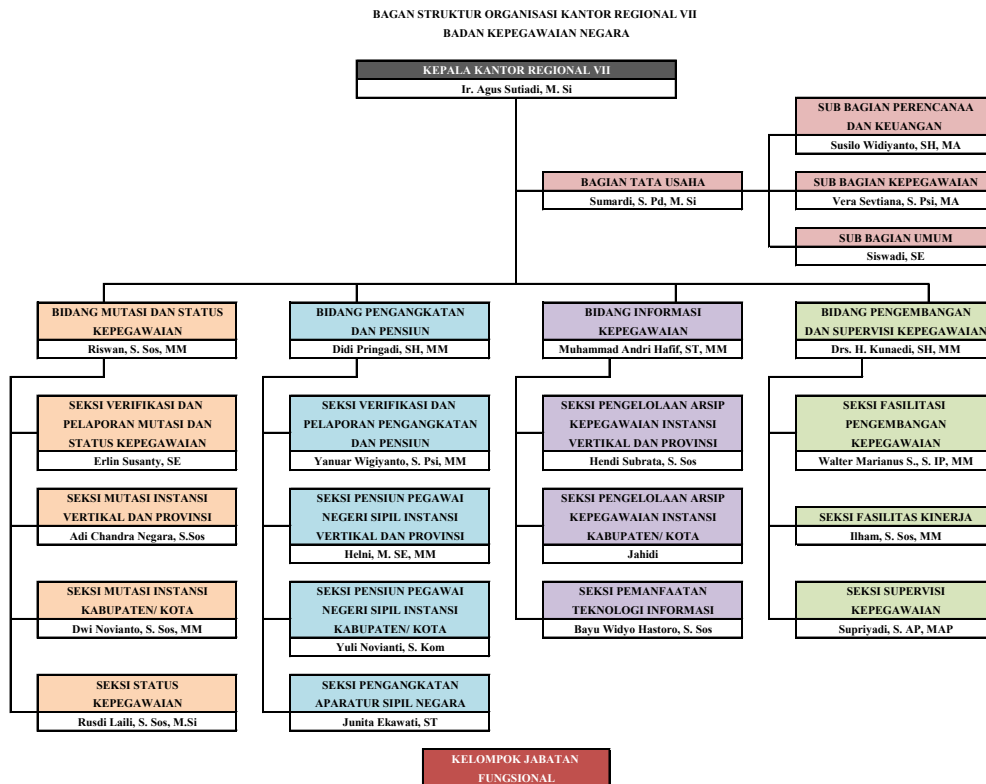 BAGAN STRUKTUR ORGANISASI KANTOR REGIONAL VII
BADAN KEPEGAWAIAN NEGARA
KEPALA KANTOR REGIONAL VII
Ir. Agus Sutiadi, M. Si
SUB BAGIAN PERENCANAA
DAN KEUANGAN
Susilo Widiyanto, SH, MA
BAGIAN TATA USAHA
Sumardi, S. Pd, M. Si
SUB BAGIAN KEPEGAWAIAN
Vera Sevtiana, S. Psi, MA
SUB BAGIAN UMUM
Siswadi, SE
BIDANG MUTASI DAN STATUS
KEPEGAWAIAN
Riswan, S. Sos, MM
BIDANG PENGANGKATAN
DAN PENSIUN
Didi Pringadi, SH, MM
BIDANG INFORMASI
KEPEGAWAIAN
Muhammad Andri Hafif, ST, MM
BIDANG PENGEMBANGAN
DAN SUPERVISI KEPEGAWAIAN
Drs. H. Kunaedi, SH, MM
SEKSI VERIFIKASI DAN
PELAPORAN MUTASI DAN
STATUS KEPEGAWAIAN
Erlin Susanty, SE
SEKSI VERIFIKASI DAN
PELAPORAN PENGANGKATAN
DAN PENSIUN
Yanuar Wigiyanto, S. Psi, MM
SEKSI PENGELOLAAN ARSIP
KEPEGAWAIAN INSTANSI
VERTIKAL DAN PROVINSI
Hendi Subrata, S. Sos
SEKSI FASILITASI
PENGEMBANGAN
KEPEGAWAIAN
Walter Marianus S., S. IP, MM
SEKSI MUTASI INSTANSI
VERTIKAL DAN PROVINSI
Adi Chandra Negara, S.Sos
SEKSI PENSIUN PEGAWAI
NEGERI SIPIL INSTANSI
VERTIKAL DAN PROVINSI
Helni, M. SE, MM
SEKSI PENGELOLAAN ARSIP
KEPEGAWAIAN INSTANSI
KABUPATEN/ KOTA
Jahidi
SEKSI FASILITAS KINERJA
Ilham, S. Sos, MM
SEKSI MUTASI INSTANSI
KABUPATEN/ KOTA
Dwi Novianto, S. Sos, MM
SEKSI PENSIUN PEGAWAI
NEGERI SIPIL INSTANSI
KABUPATEN/ KOTA
Yuli Novianti, S. Kom
SEKSI PEMANFAATAN
TEKNOLOGI INFORMASI
Bayu Widyo Hastoro, S. Sos
SEKSI SUPERVISI
KEPEGAWAIAN
Supriyadi, S. AP, MAP
SEKSI STATUS
KEPEGAWAIAN
Rusdi Laili, S. Sos, M.Si
SEKSI PENGANGKATAN
APARATUR SIPIL NEGARA
Junita Ekawati, ST
KELOMPOK JABATAN
FUNGSIONAL